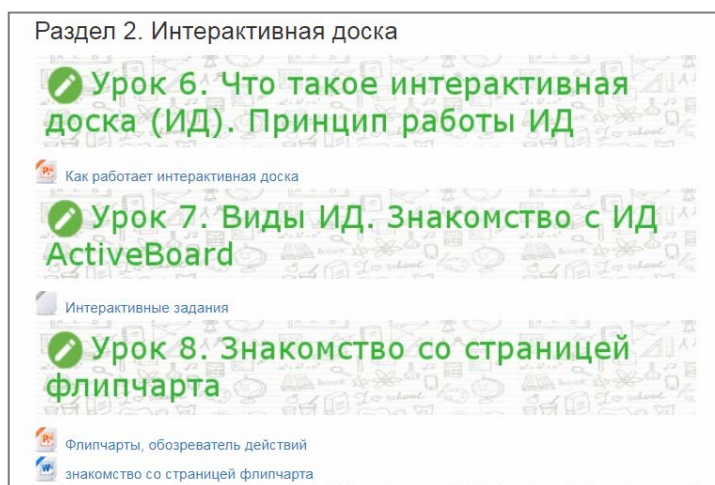 Раздел 2. Интерактивная доска
Урок 6. Что такое интерактивная
доска (ИД). Принцип работы ИД
Как работает интерактивная доска
Урок 7. Виды ИД. Знакомство с ИД
ActiveBoard
Интерактивные задания
Урок 8. Знакомство со страницей
флипчарта
Флипчарты, обозреватель действий
знакомство со страницей флипчарта